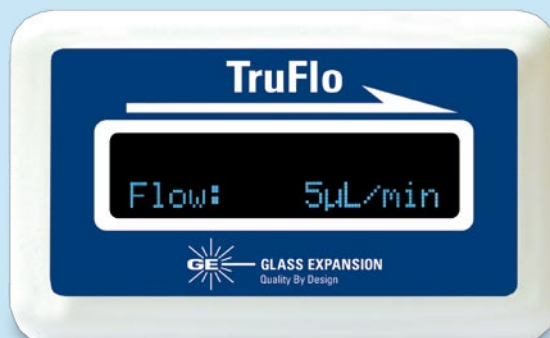 TruFlo
Flow: 5µL/min
GE GLASS EXPANSION
Quality By Design